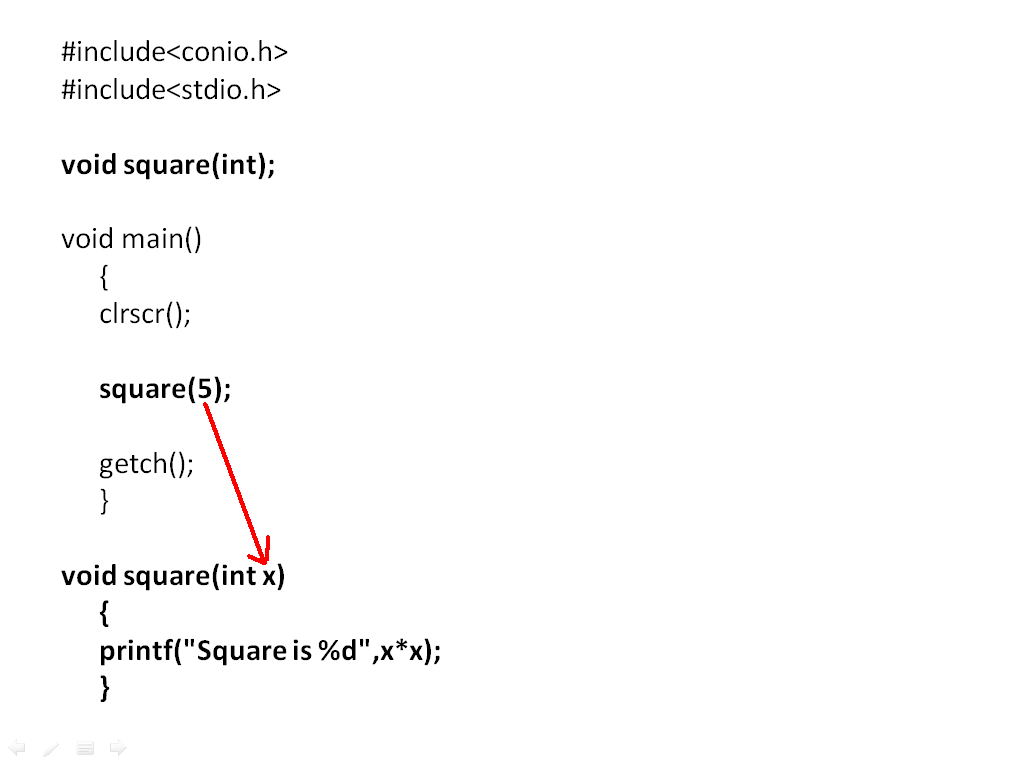 #include<conio.h>
#include<stdio.h>
void square(int);
void main()
{
clrscr();
square(5);
getch();
}
void square(int x)
{
printf("Square is %d",x*x);
}